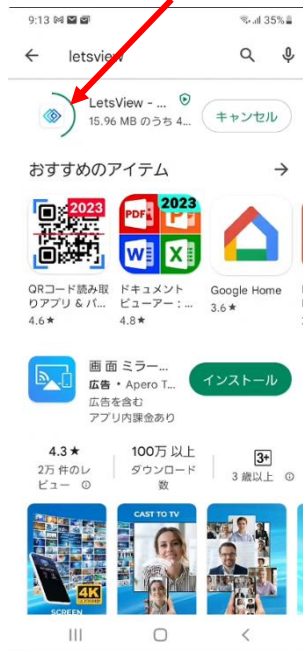 9:13
35%
letsview
LetsView - ...
15.96 MB のうち 4...
キャンセル
おすすめのアイテム
2023
PDF
2023
W
X
QRコード読み取
りアプリ & バ...
4.6★
ドキュメント
ビューアー：...
4.8★
Google Home
3.6★
画面ミラー...
広告 • Apero T...
広告を含む
アプリ内課金あり
インストール
4.3★
2万 件のレ
ビュー
100万 以上
ダウンロード
数
3+
3 歳以上
4K
SCREEN
CAST TO TV